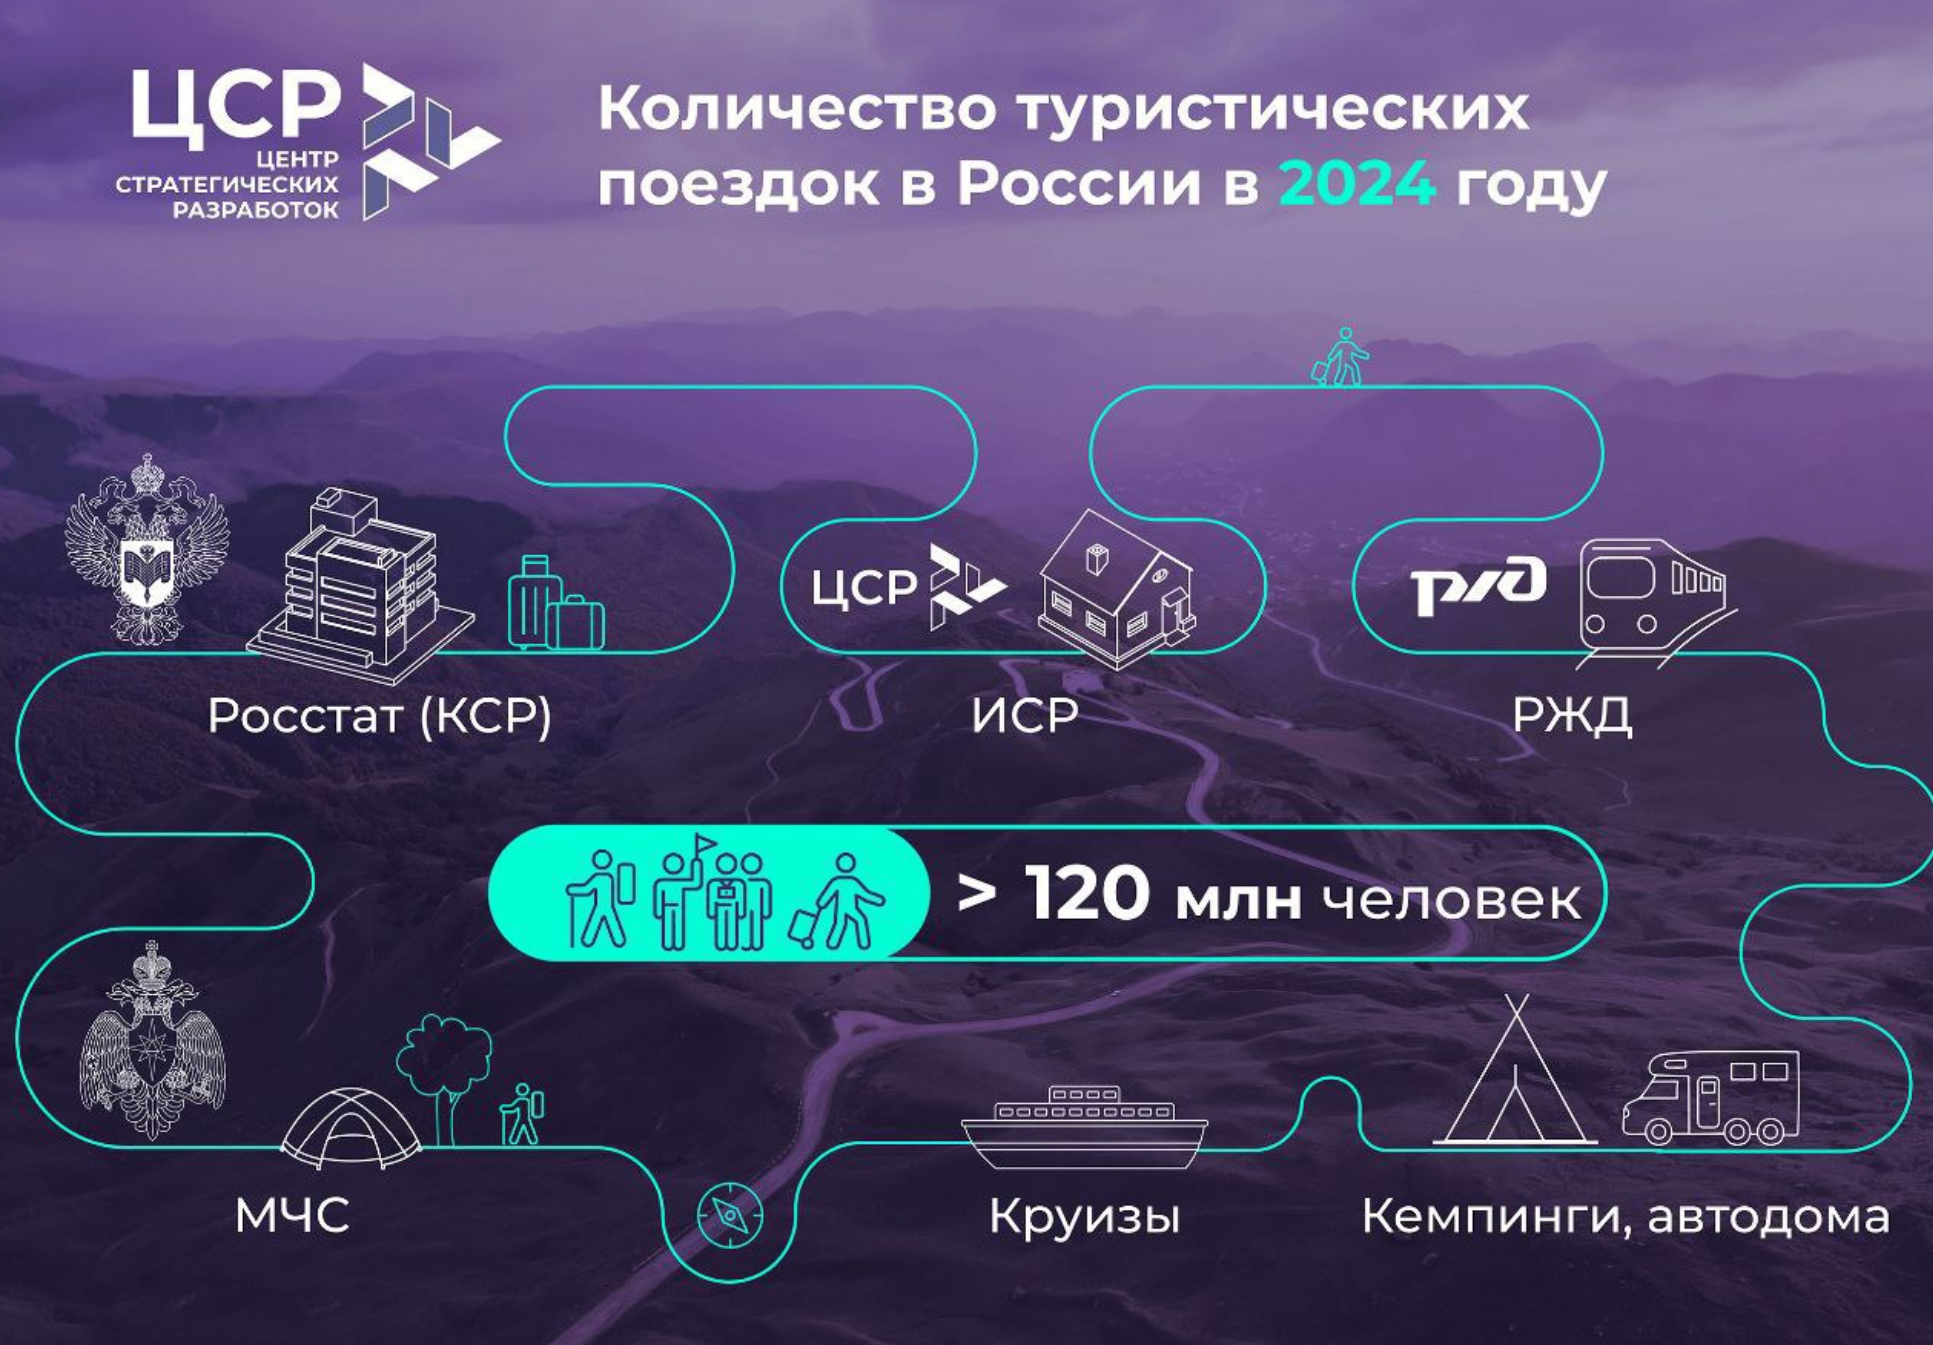 ЦСР
ЦЕНТР
СТРАТЕГИЧЕСКИХ
РАЗРАБОТОК
Количество туристических
поездок в России в 2024 году
ЦСР
ржд
Росстат (КСР)
ИСР
РЖД
> 120 млн человек
МЧС
Круизы
Кемпинги, автодома